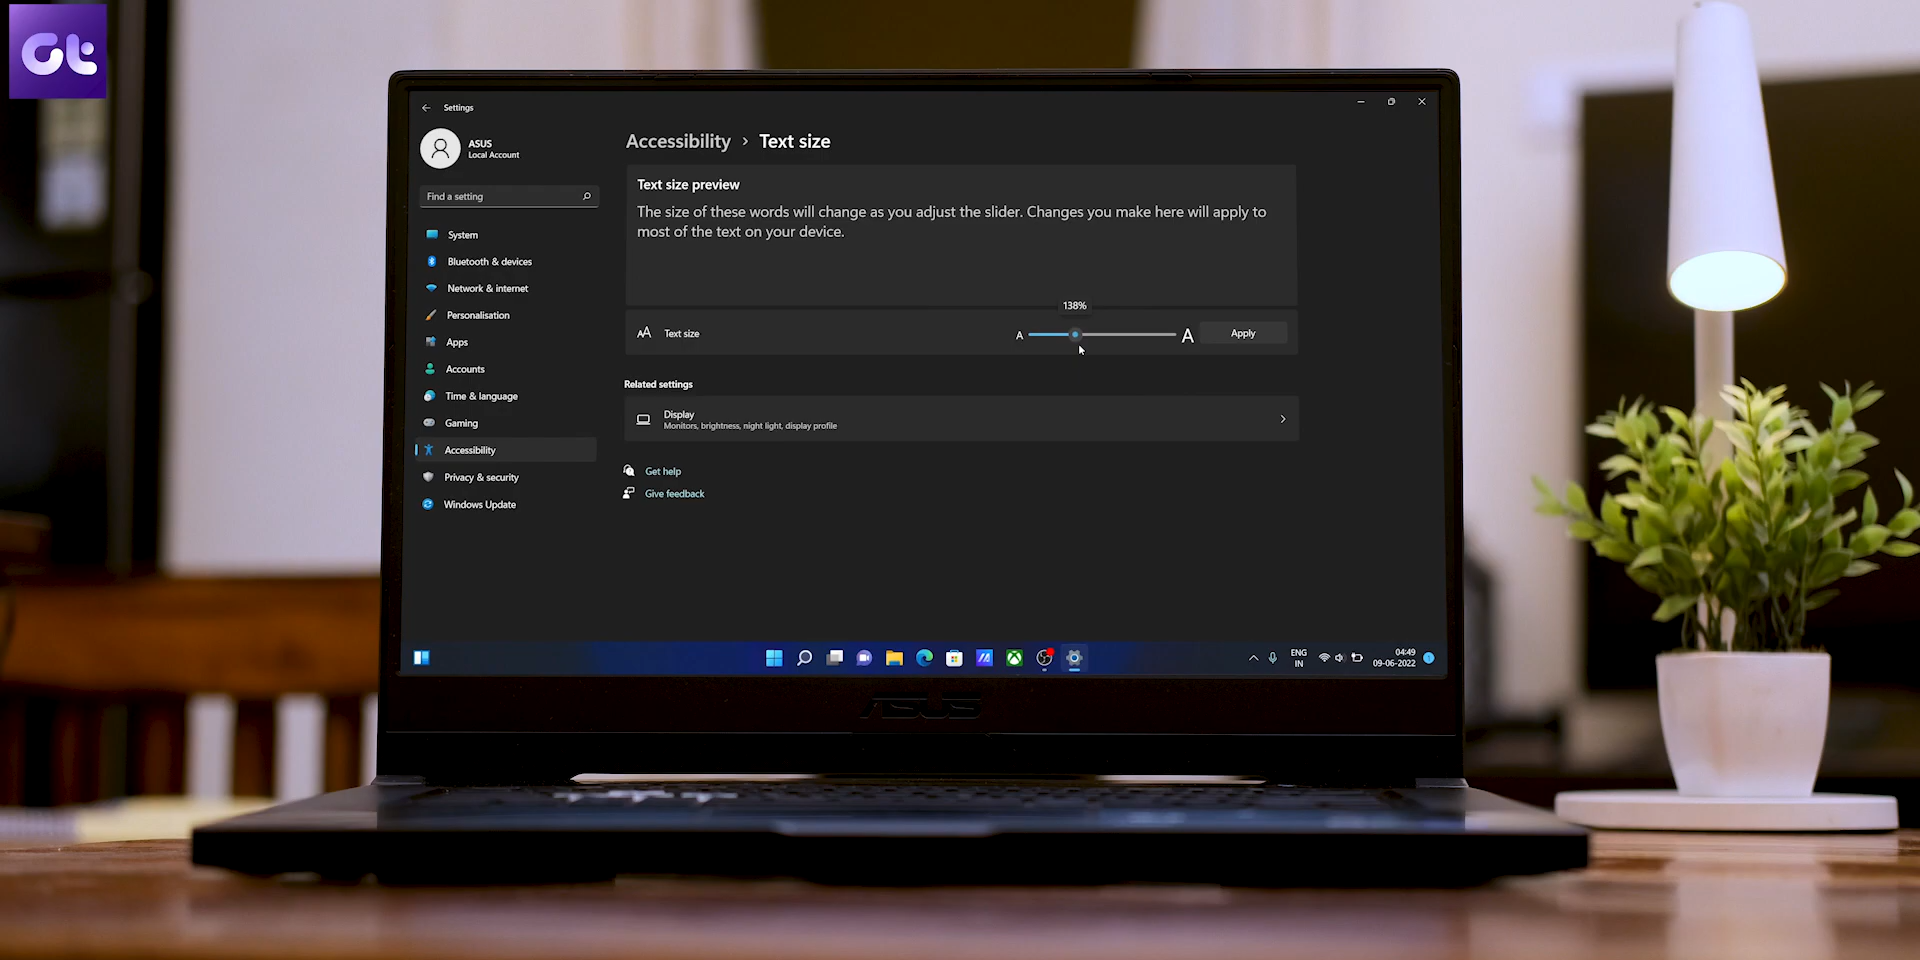 Gt
Settings
ASUS
Local Account
Find a setting
System
Bluetooth & devices
Network & internet
Personalisation
Apps
Accounts
Time & language
Gaming
Accessibility
Privacy & security
Windows Update
Accessibility > Text size
Text size preview
The size of these words will change as you adjust the slider. Changes you make here will apply to
most of the text on your device.
138%
Text size
A
A
Apply
Related settings
Display
Monitors, brightness, night light, display profile
Get help
Give feedback
ENG
IN
04:49
09-06-2022
1
ASUS